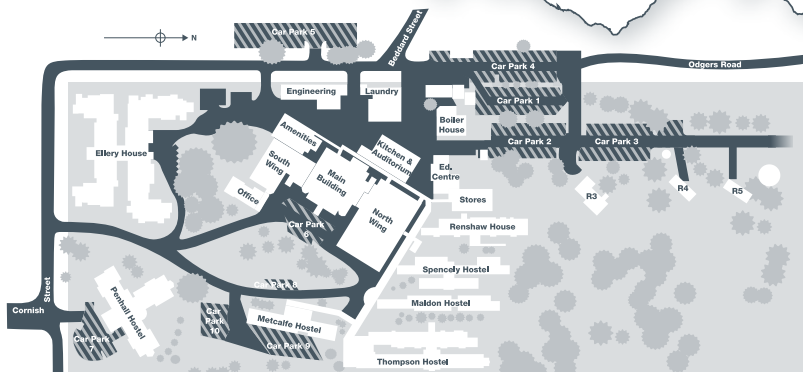 Car Park 5
Beddard Street
N
Car Park 4
Odgers Road
Engineering
Laundry
Car Park 1
Boiler
House
Amenities
Car Park 2
Car Park 3
Ellery House
Kitchen &
Auditorium
South
Wing
Main
Building
Ed.
Centre
Office
Stores
R3
R4
R5
North
Wing
Car Park
6
Renshaw House
Spencely Hostel
Car Park 8
Maldon Hostel
Penhall Hostel
Cornish
Street
Car
Park
10
Metcalfe Hostel
Car Park
7
Car Park 9
Thompson Hostel